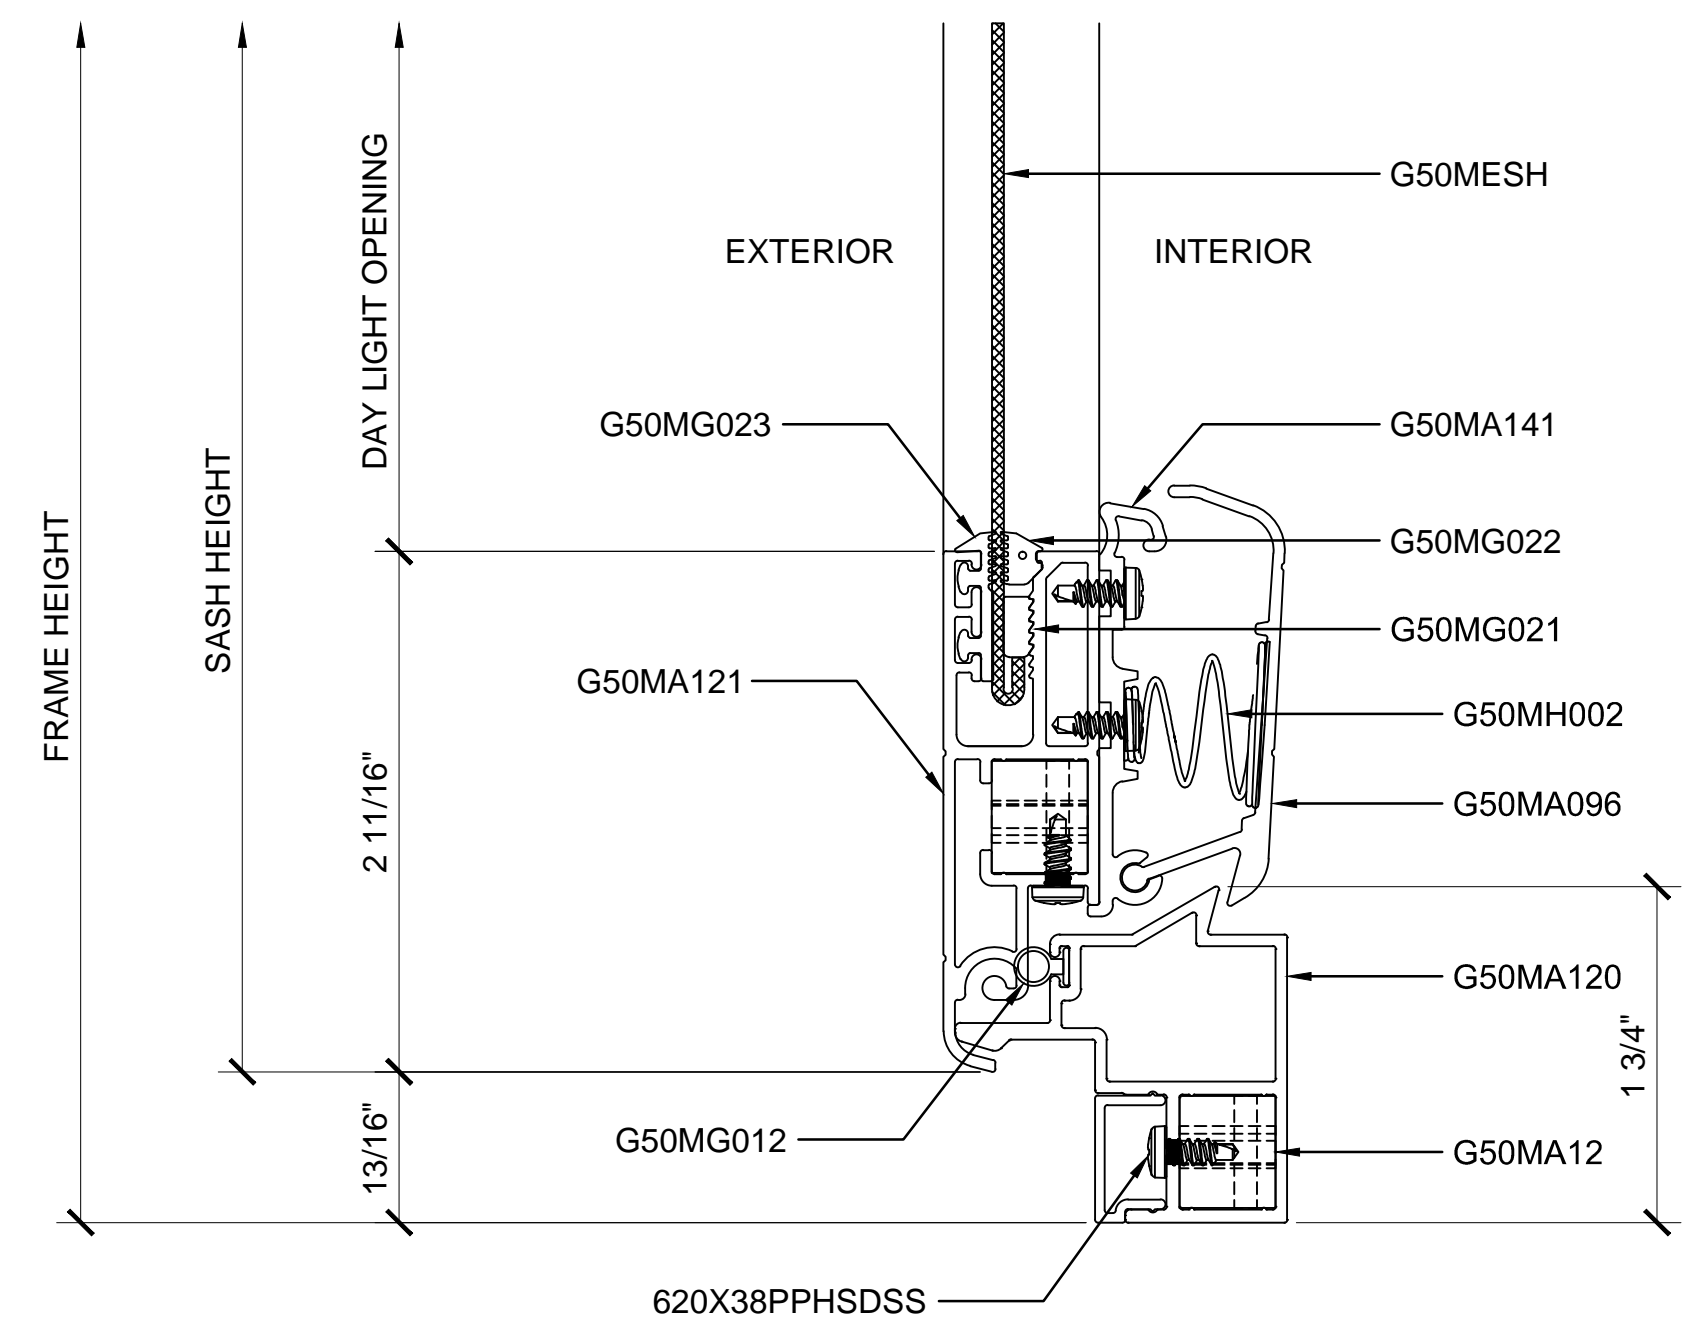 G50MESH
EXTERIOR
INTERIOR
DAY LIGHT OPENING
G50MG023
G50MA141
SASH HEIGHT
FRAME HEIGHT
G50MG022
G50MG021
G50MA121
G50MH002
2 11/16"
G50MA096
G50MA120
1 3/4"
G50MG012
13/16"
G50MA12
620X38PPHSDSS